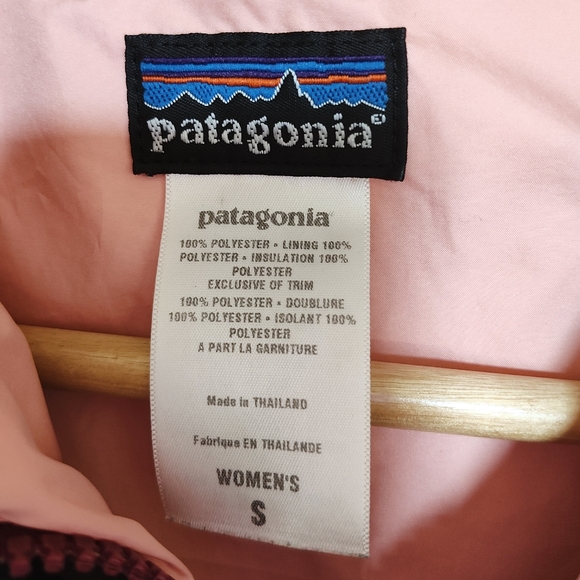 patagonia®
patagonia
100% POLYESTER • LINING 100%
POLYESTER • INSULATION 100%
POLYESTER
EXCLUSIVE OF TRIM
100% POLYESTER • DOUBLURE
100% POLYESTER • ISOLANT 100%
POLYESTER
A PART LA GARNITURE
Made in THAILAND
Fabrique EN THAILANDE
WOMEN'S
S